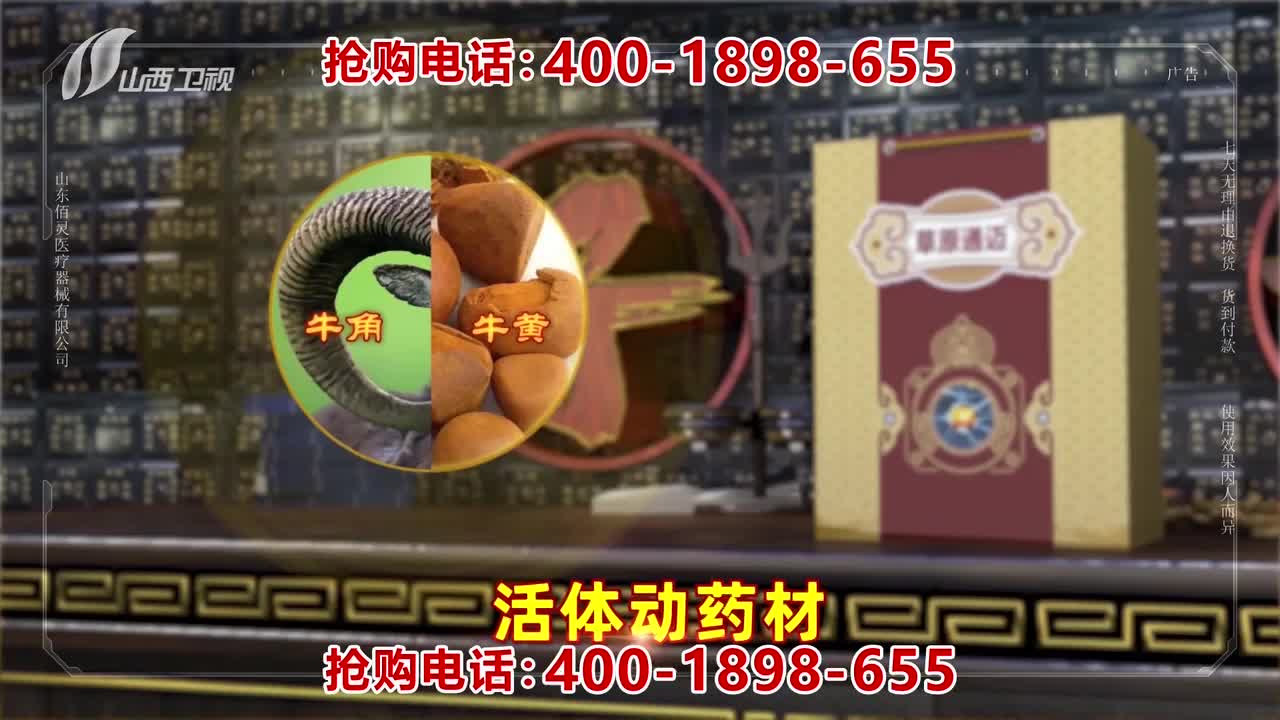 抢购电话:400-1898-655
山西卫视
广告
山东佰灵医疗器械有限公司
七天无理由退换货 货到付款 使用效果因人而异
草原通迈
牛角
牛黄
活体动药材
抢购电话:400-1898-655